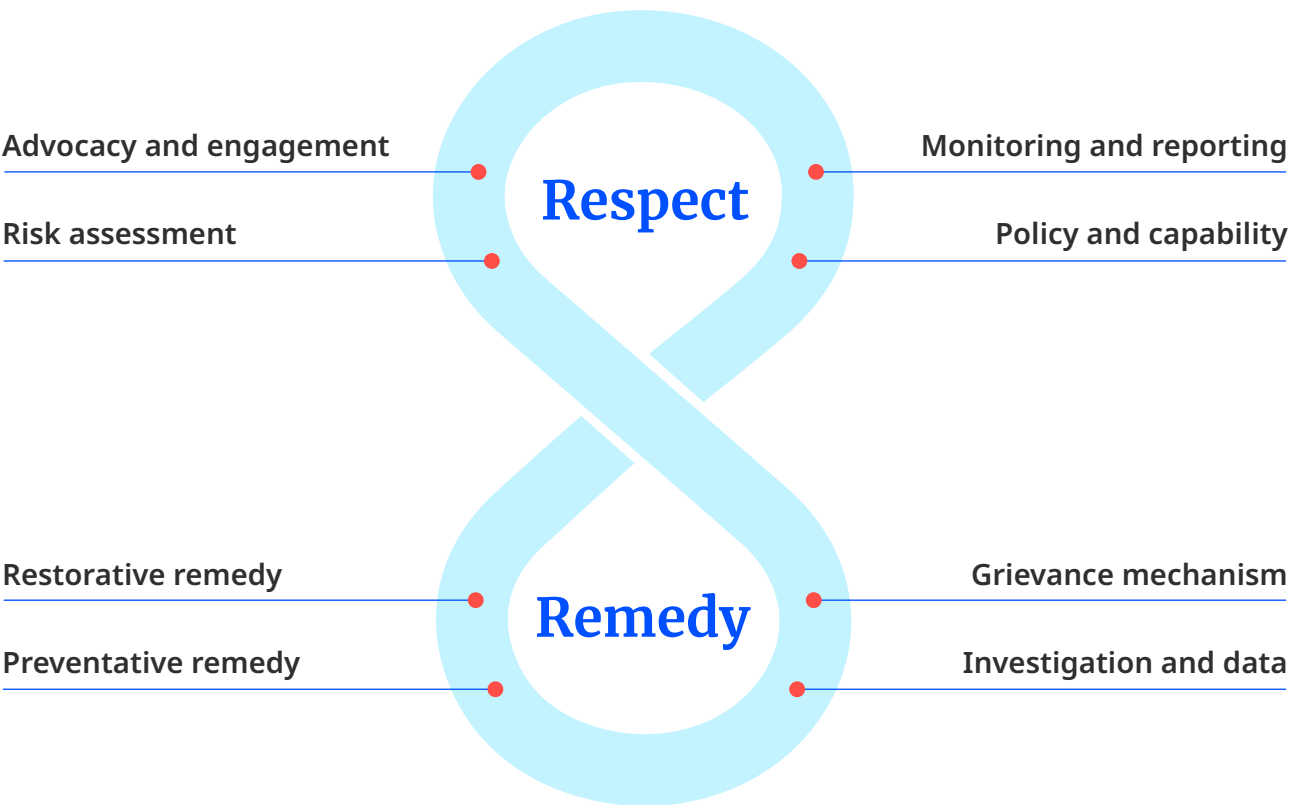 Advocacy and engagement
Monitoring and reporting
Respect
Risk assessment
Policy and capability
Restorative remedy
Grievance mechanism
Remedy
Preventative remedy
Investigation and data